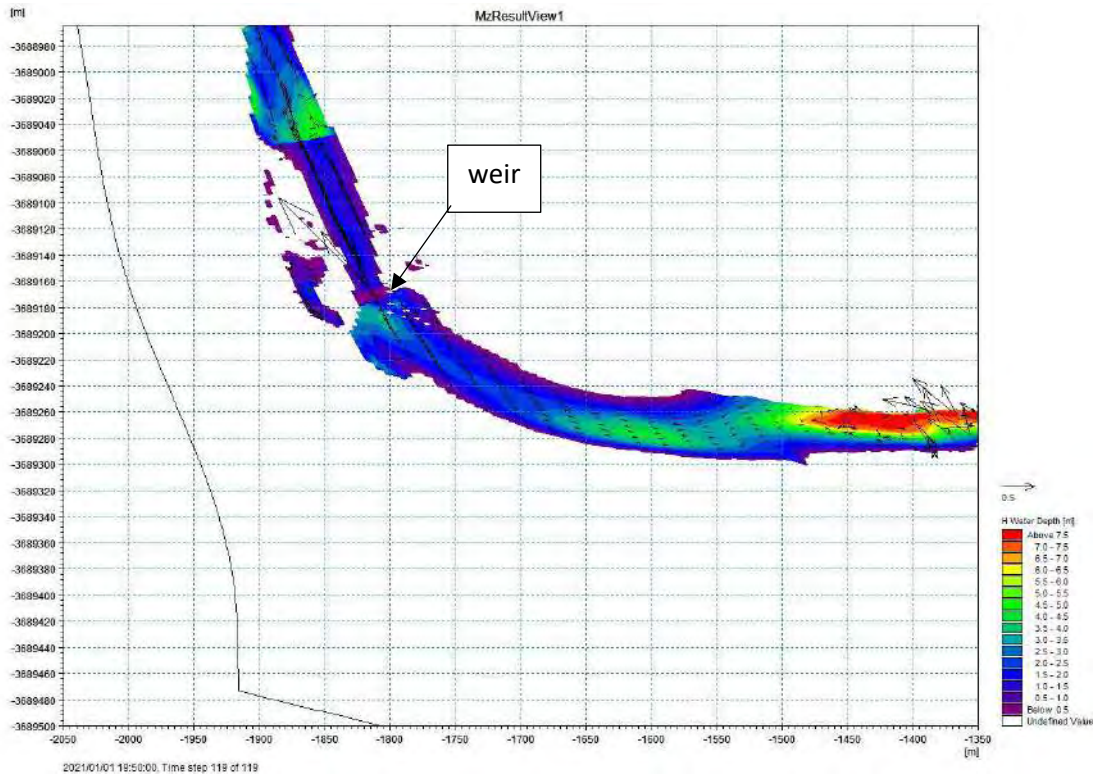 MzResultView1
[m]
-3688980
-3689000
-3689020
-3689040
-3689060
-3689080
-3689100
-3689120
-3689140
-3689160
-3689180
-3689200
-3689220
-3689240
-3689260
-3689280
-3689300
-3689320
-3689340
-3689360
-3689380
-3689400
-3689420
-3689440
-3689460
-3689480
-3689500
weir
-2050 -2000 -1950 -1900 -1850 -1800 -1750 -1700 -1650 -1600 -1550 -1500 -1450 -1400 -1350
[m]
0.5
H Water Depth [m]
Above 7.5
7.0 - 7.5
6.5 - 7.0
6.0 - 6.5
5.5 - 6.0
5.0 - 5.5
4.5 - 5.0
4.0 - 4.5
3.5 - 4.0
3.0 - 3.5
2.5 - 3.0
2.0 - 2.5
1.5 - 2.0
1.0 - 1.5
0.5 - 1.0
Below 0.5
Undefined Value
2021/01/01 19:50:00, Time step 119 of 119